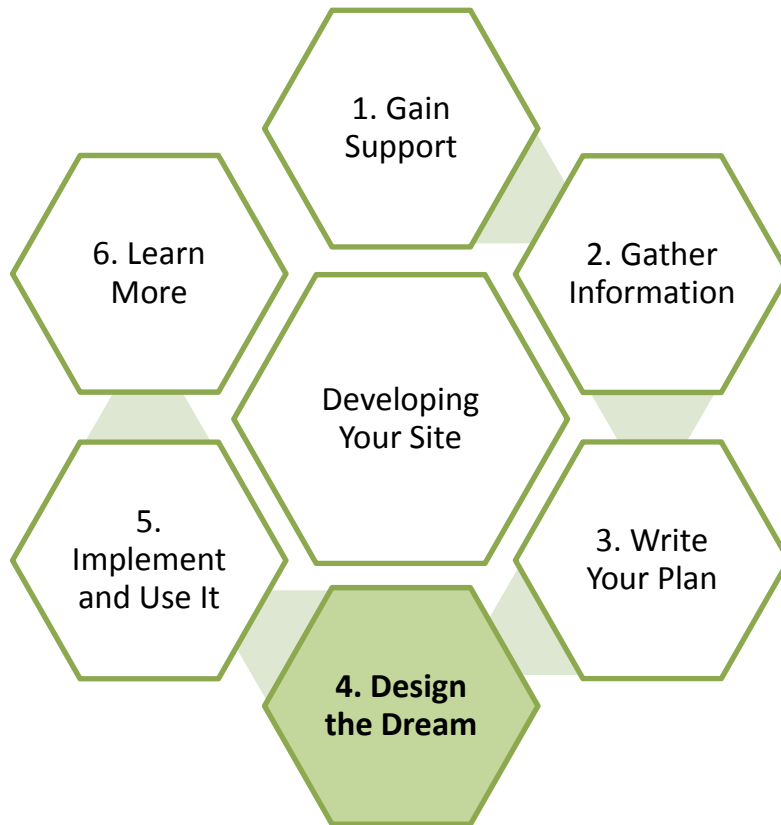 1. Gain
Support
2. Gather
Information
3. Write
Your Plan
4. Design
the Dream
5.
Implement
and Use It
6. Learn
More
Developing
Your Site